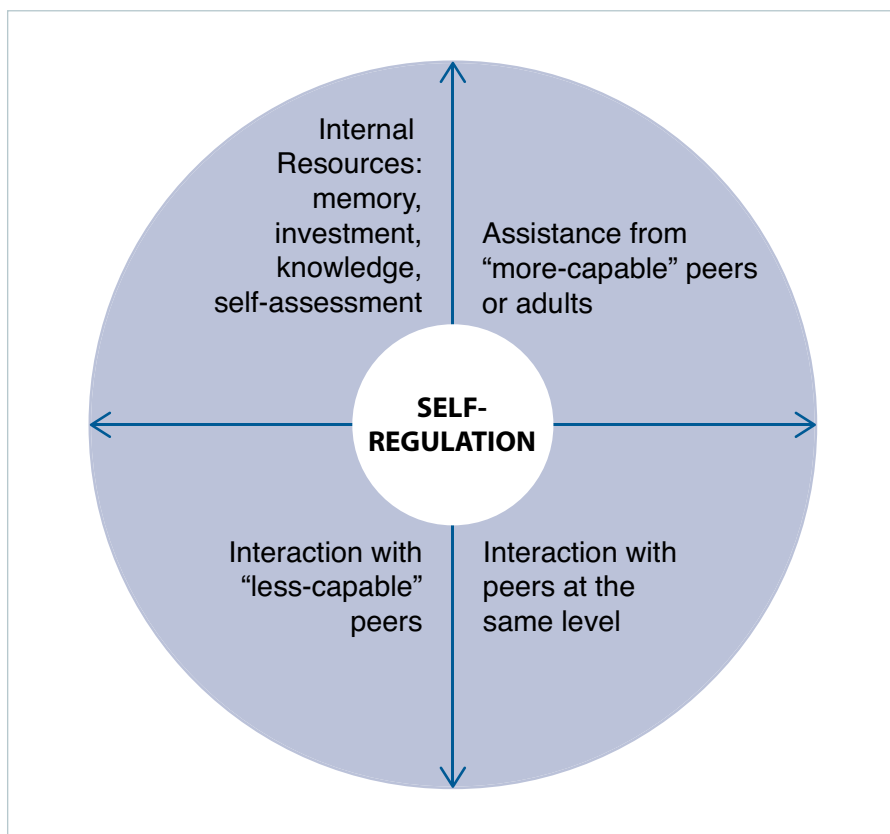 Internal
Resources:
memory,
investment,
knowledge,
self-assessment
Assistance from
“more-capable” peers
or adults
SELF-
REGULATION
Interaction with
“less-capable”
peers
Interaction with
peers at the
same level